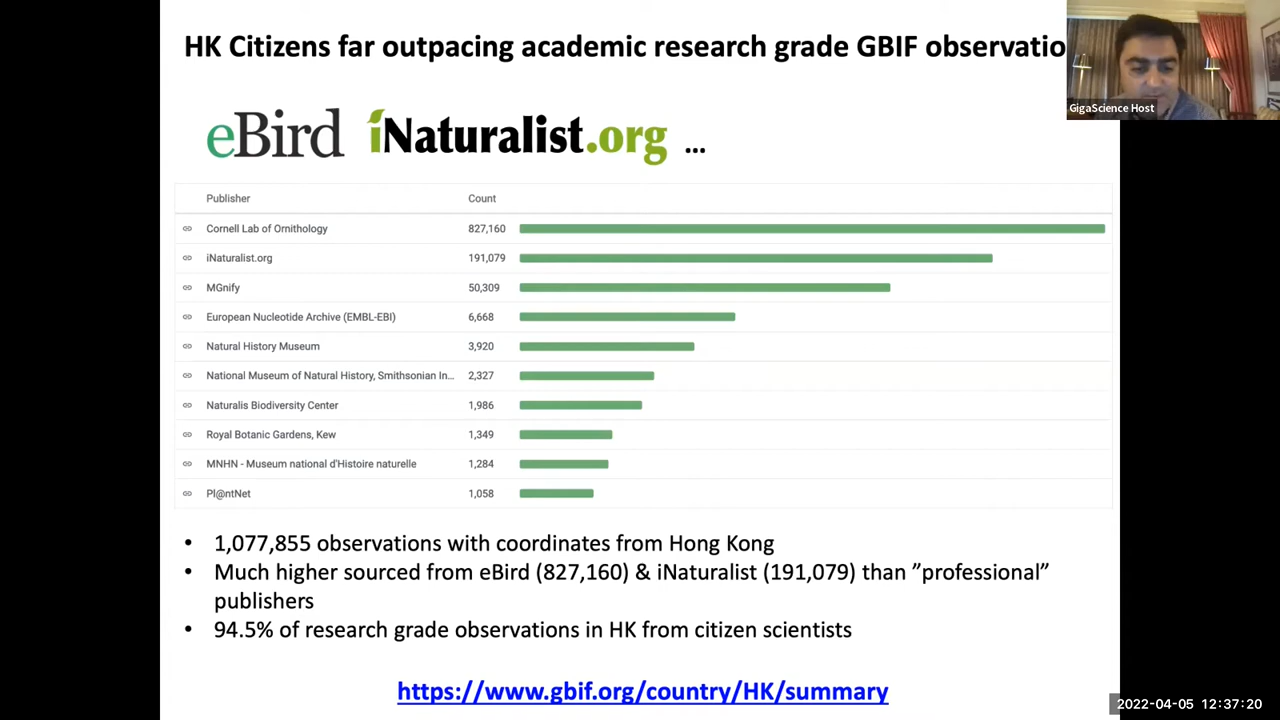 HK Citizens far outpacing academic research grade GBIF observatio
GigaScience Host
eBird iNaturalist.org ...
Publisher Count
Cornell Lab of Ornithology 827,160
iNaturalist.org 191,079
MGnify 50,309
European Nucleotide Archive (EMBL-EBI) 6,668
Natural History Museum 3,920
National Museum of Natural History, Smithsonian In... 2,327
Naturalis Biodiversity Center 1,986
Royal Botanic Gardens, Kew 1,349
MNHN - Museum national d'Histoire naturelle 1,284
Pl@ntNet 1,058
• 1,077,855 observations with coordinates from Hong Kong
• Much higher sourced from eBird (827,160) & iNaturalist (191,079) than ”professional”
publishers
• 94.5% of research grade observations in HK from citizen scientists
https://www.gbif.org/country/HK/summary
2022-04-05 12:37:20